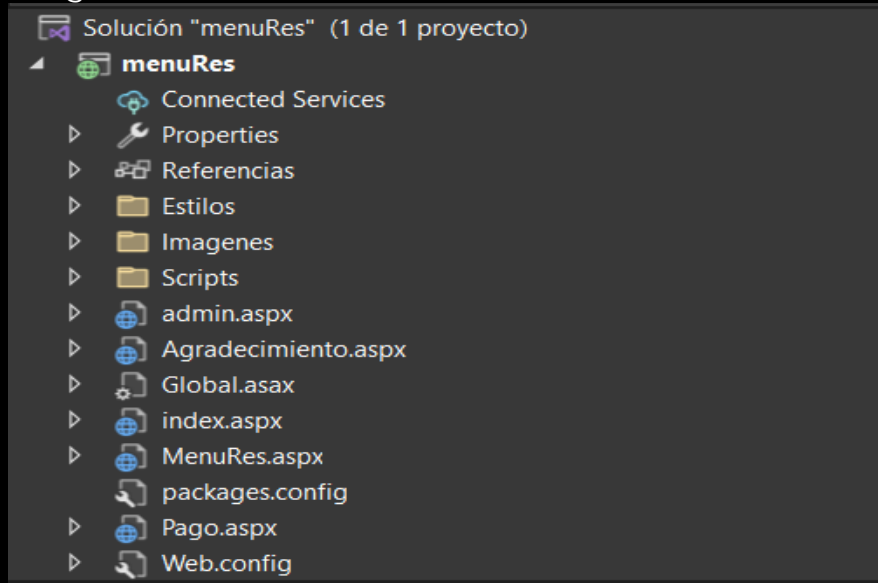 Solución "menuRes" (1 de 1 proyecto)
menuRes
Connected Services
Properties
Referencias
Estilos
Imagenes
Scripts
admin.aspx
Agradecimiento.aspx
Global.asax
index.aspx
MenuRes.aspx
packages.config
Pago.aspx
Web.config